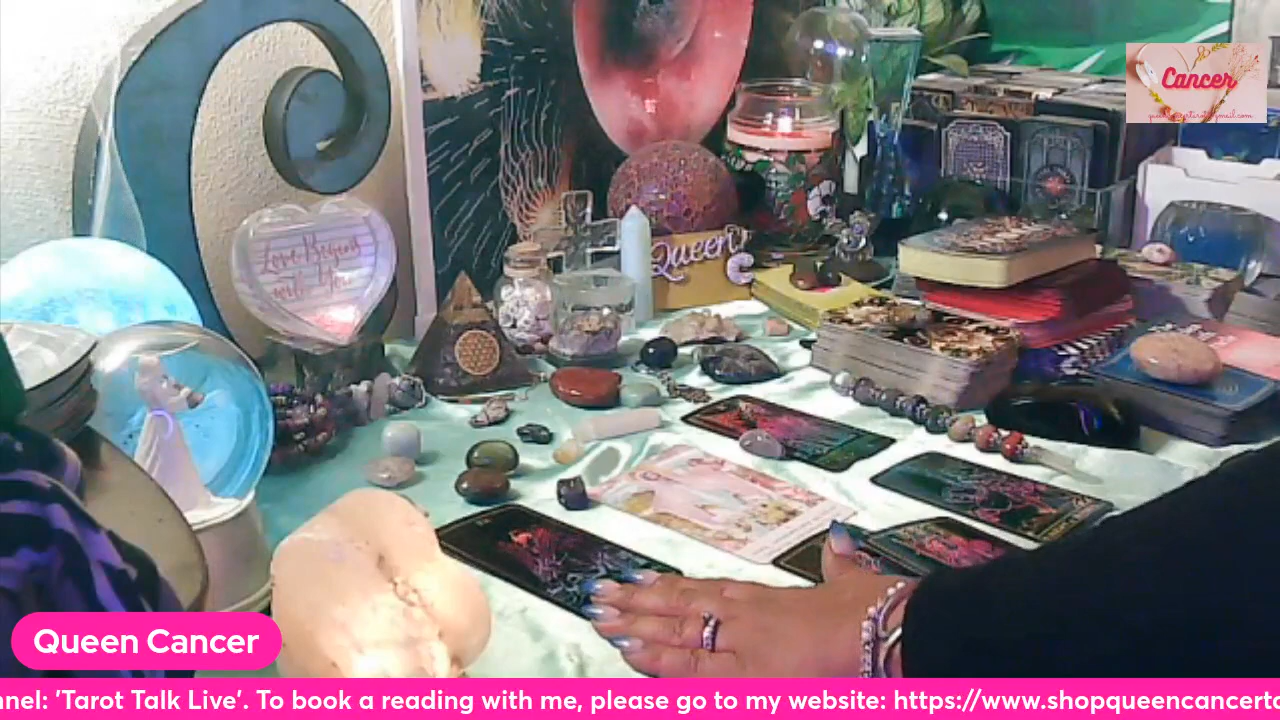 Cancer
Love Begins
with You
Queen
C
Queen Cancer
nnel: 'Tarot Talk Live'. To book a reading with me, please go to my website: https://www.shopqueencancerta